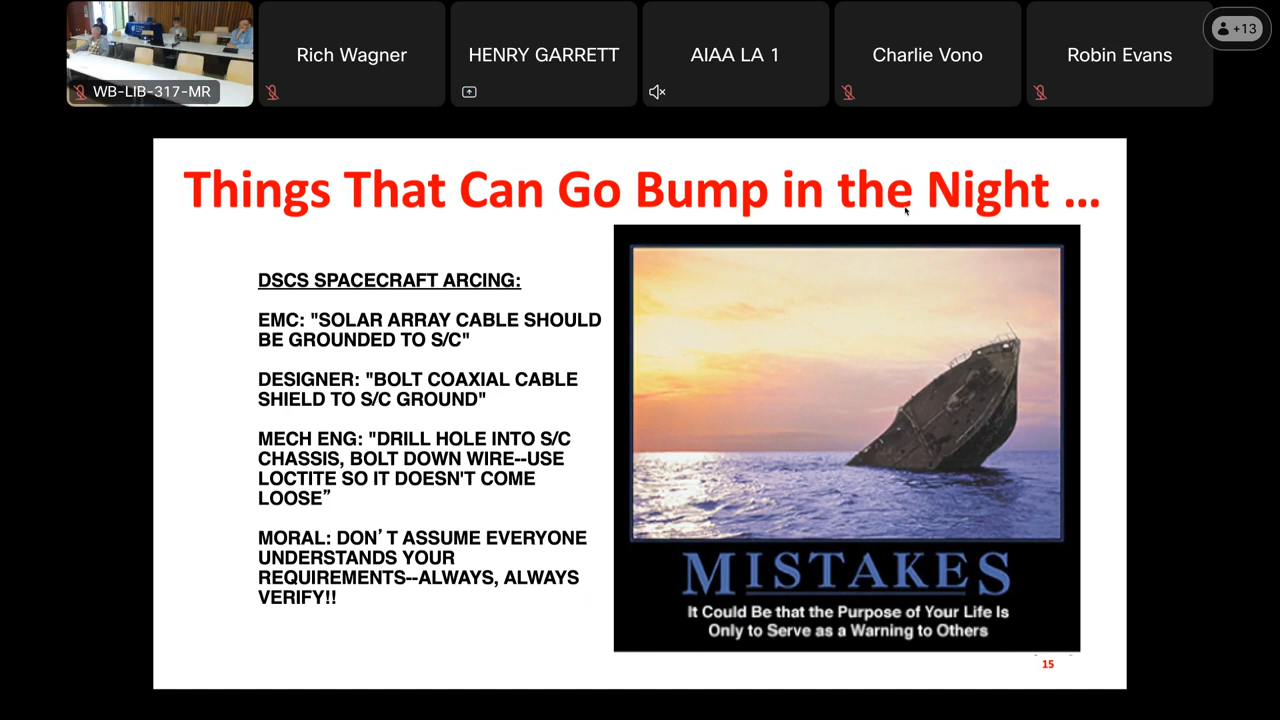 WB-LIB-317-MR
Rich Wagner
HENRY GARRETT
AIAA LA 1
Charlie Vono
Robin Evans
+13
Things That Can Go Bump in the Night ...
DSCS SPACECRAFT ARCING:
EMC: "SOLAR ARRAY CABLE SHOULD
BE GROUNDED TO S/C"
DESIGNER: "BOLT COAXIAL CABLE
SHIELD TO S/C GROUND"
MECH ENG: "DRILL HOLE INTO S/C
CHASSIS, BOLT DOWN WIRE--USE
LOCTITE SO IT DOESN'T COME
LOOSE”
MORAL: DON’T ASSUME EVERYONE
UNDERSTANDS YOUR
REQUIREMENTS--ALWAYS, ALWAYS
VERIFY!!
MISTAKES
It Could Be that the Purpose of Your Life Is
Only to Serve as a Warning to Others
15